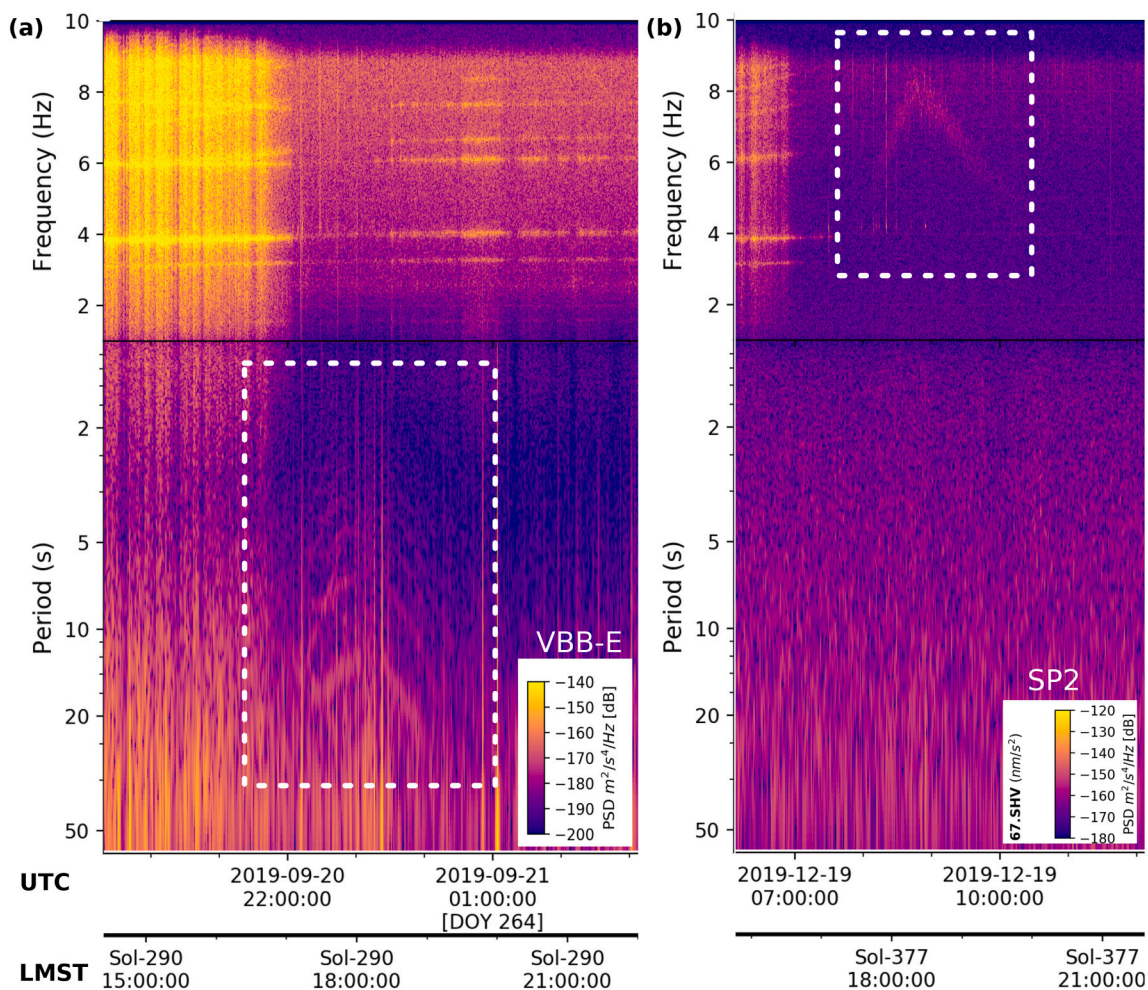 (a)
10
8
6
4
2
Frequency (Hz)
2
5
10
20
50
Period (s)
VBB-E
−140
−150
−160
−170
−180
−190
−200
PSD m²/s⁴/Hz [dB]
(b)
10
8
6
4
2
Frequency (Hz)
2
5
10
20
50
Period (s)
SP2
67.SHV (nm/s²)
−120
−130
−140
−150
−160
−170
−180
PSD m²/s⁴/Hz [dB]
UTC
2019-09-20
22:00:00
2019-09-21
01:00:00
[DOY 264]
2019-12-19
07:00:00
2019-12-19
10:00:00
LMST
Sol-290
15:00:00
Sol-290
18:00:00
Sol-290
21:00:00
Sol-377
18:00:00
Sol-377
21:00:00